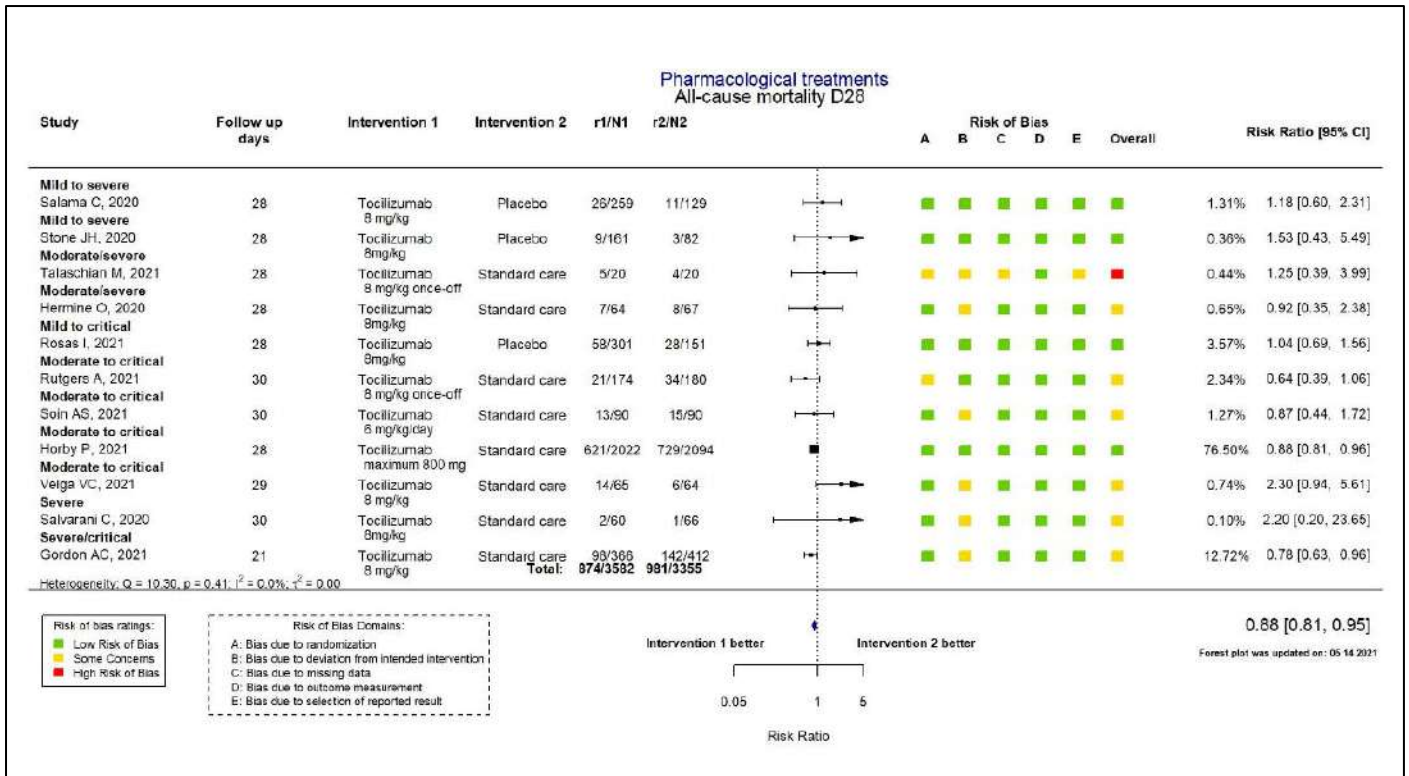 Pharmacological treatments
All-cause mortality D28
Study Follow up days Intervention 1 Intervention 2 r1/N1 r2/N2 Risk of Bias A B C D E Overall Risk Ratio [95% CI]
Mild to severe
Salama C, 2020 28 Tocilizumab 8 mg/kg Placebo 26/259 11/129 1.31% 1.18 [0.60, 2.31]
Mild to severe
Stone JH, 2020 28 Tocilizumab 8mg/kg Placebo 9/161 3/82 0.36% 1.53 [0.43, 5.49]
Moderate/severe
Talaschian M, 2021 28 Tocilizumab 8 mg/kg once-off Standard care 5/20 4/20 0.44% 1.25 [0.39, 3.99]
Moderate/severe
Hermine O, 2020 28 Tocilizumab 8mg/kg Standard care 7/64 8/67 0.65% 0.92 [0.35, 2.38]
Mild to critical
Rosas I, 2021 28 Tocilizumab 8mg/kg Placebo 58/301 28/151 3.57% 1.04 [0.69, 1.56]
Moderate to critical
Rutgers A, 2021 30 Tocilizumab 8 mg/kg once-off Standard care 21/174 34/180 2.34% 0.64 [0.39, 1.06]
Moderate to critical
Soin AS, 2021 30 Tocilizumab 6 mg/kg/day Standard care 13/90 15/90 1.27% 0.87 [0.44, 1.72]
Moderate to critical
Horby P, 2021 28 Tocilizumab maximum 800 mg Standard care 621/2022 729/2094 76.50% 0.88 [0.81, 0.96]
Moderate to critical
Veiga VC, 2021 29 Tocilizumab 8 mg/kg Standard care 14/65 6/64 0.74% 2.30 [0.94, 5.61]
Severe
Salvarani C, 2020 30 Tocilizumab 8mg/kg Standard care 2/60 1/66 0.10% 2.20 [0.20, 23.65]
Severe/critical
Gordon AC, 2021 21 Tocilizumab 8 mg/kg Standard care 98/366 142/412 12.72% 0.78 [0.63, 0.96]
Total: 874/3582 981/3355
Heterogeneity: Q = 10.30, p = 0.41; I² = 0.0%; τ² = 0.00
0.88 [0.81, 0.95]
Forest plot was updated on: 05 14 2021
Risk of bias ratings:
Low Risk of Bias
Some Concerns
High Risk of Bias
Risk of Bias Domains:
A: Bias due to randomization
B: Bias due to deviation from intended intervention
C: Bias due to missing data
D: Bias due to outcome measurement
E: Bias due to selection of reported result
Intervention 1 better Intervention 2 better
0.05 1 5
Risk Ratio